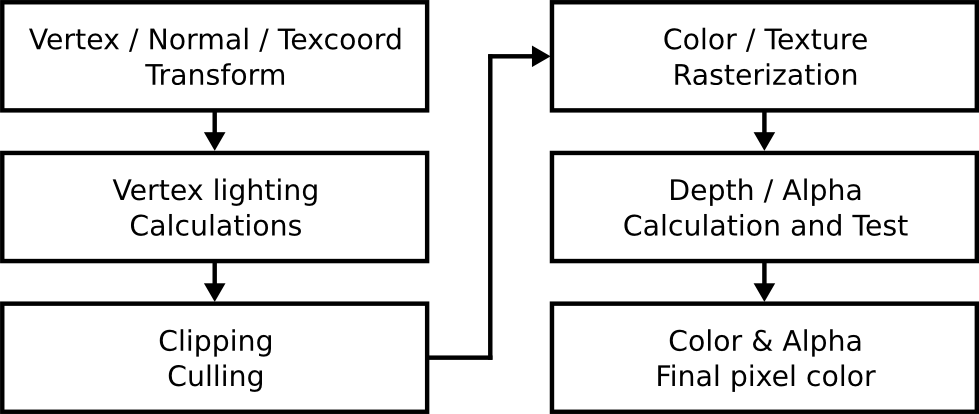 Vertex / Normal / Texcoord
Transform
Vertex lighting
Calculations
Clipping
Culling
Color / Texture
Rasterization
Depth / Alpha
Calculation and Test
Color & Alpha
Final pixel color